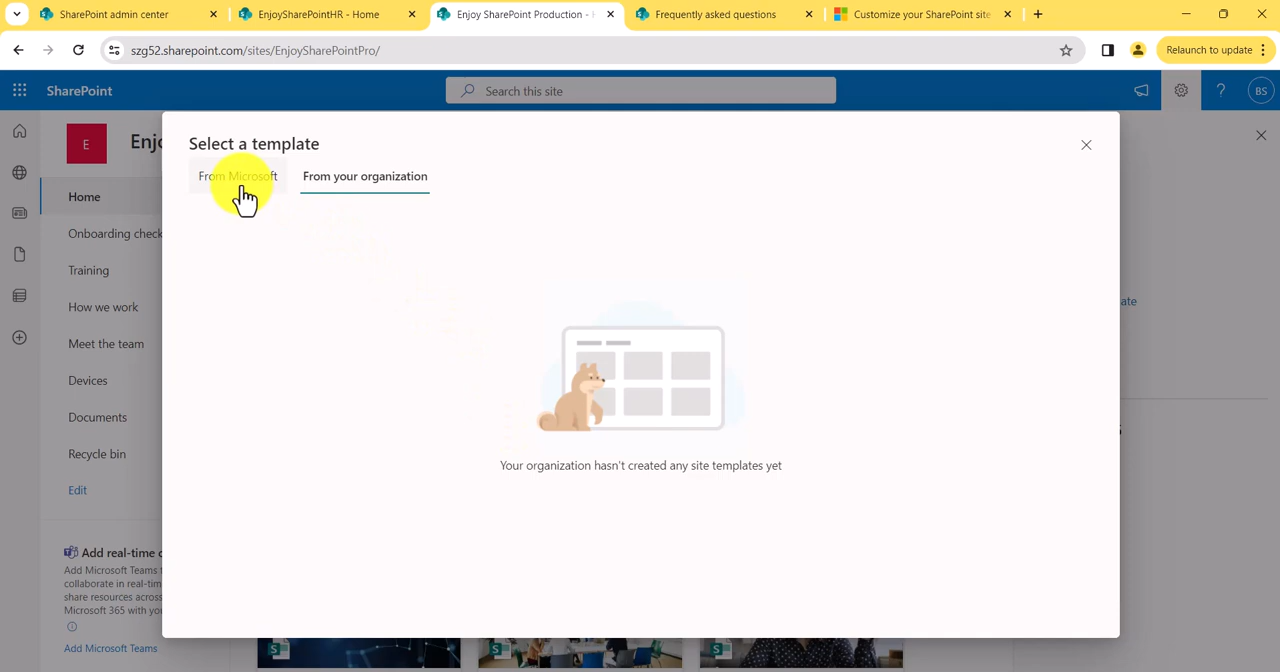 SharePoint admin center
EnjoySharePointHR - Home
Enjoy SharePoint Production -
Frequently asked questions
Customize your SharePoint site
szg52.sharepoint.com/sites/EnjoySharePointPro/
Relaunch to update
SharePoint
Search this site
?
BS
E
Enj
Select a template
From Microsoft
From your organization
Home
Onboarding check
Training
How we work
Meet the team
Devices
Documents
Recycle bin
Edit
ate
Your organization hasn't created any site templates yet
Add real-time c
Add Microsoft Teams t
collaborate in real-tim
share resources across
Microsoft 365 with you
Add Microsoft Teams